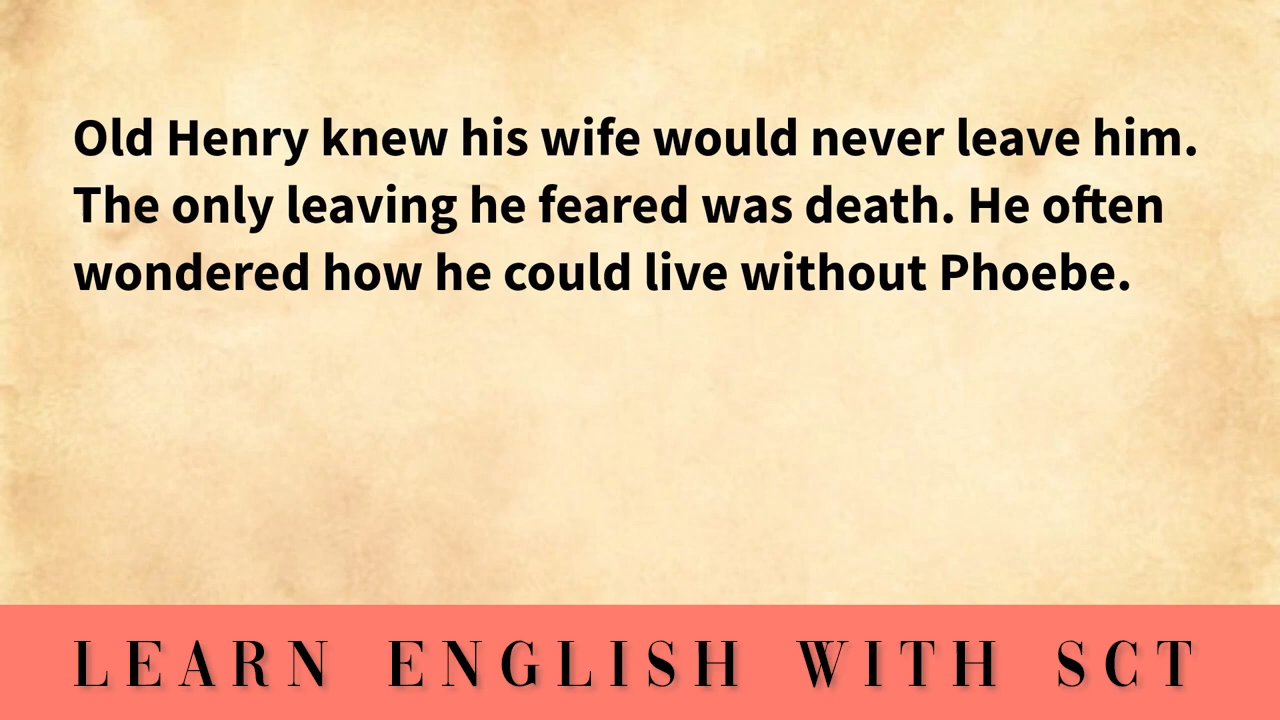 Old Henry knew his wife would never leave him.
The only leaving he feared was death. He often
wondered how he could live without Phoebe.
LEARN ENGLISH WITH SCT